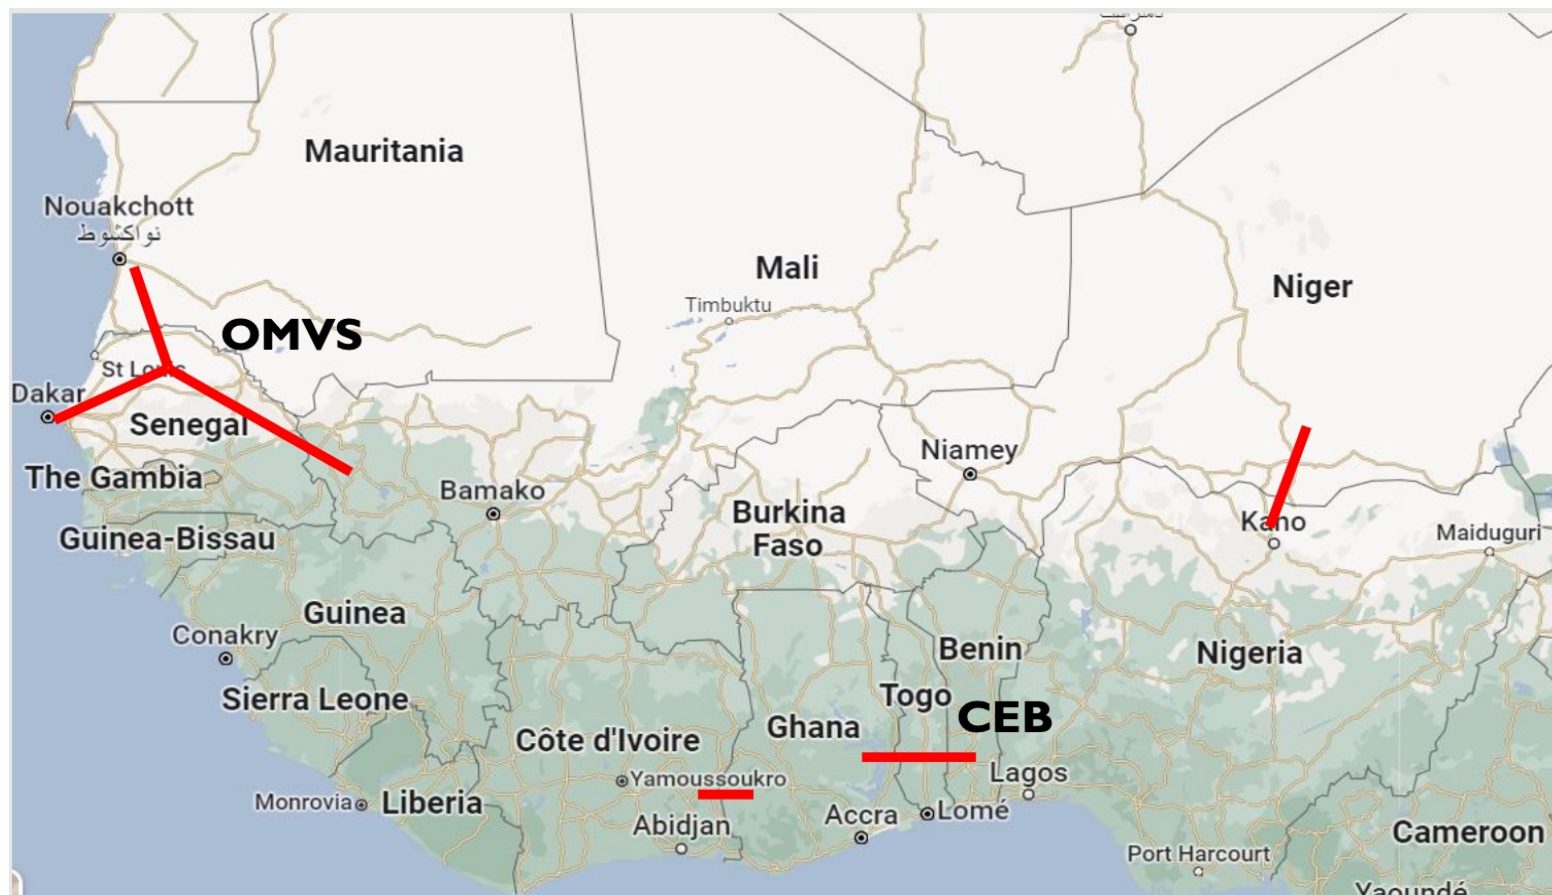 Mauritania
Nouakchott
نواكشوط
Mali
Niger
Timbuktu
OMVS
St Louis
Dakar
Senegal
Niamey
The Gambia
Bamako
Burkina
Faso
Kano
Maiduguri
Guinea-Bissau
Guinea
Conakry
Benin
Nigeria
Sierra Leone
Togo
CEB
Ghana
Côte d'Ivoire
Yamoussoukro
Lagos
Monrovia
Liberia
Abidjan
Accra
Lomé
Cameroon
Port Harcourt
Yaoundé